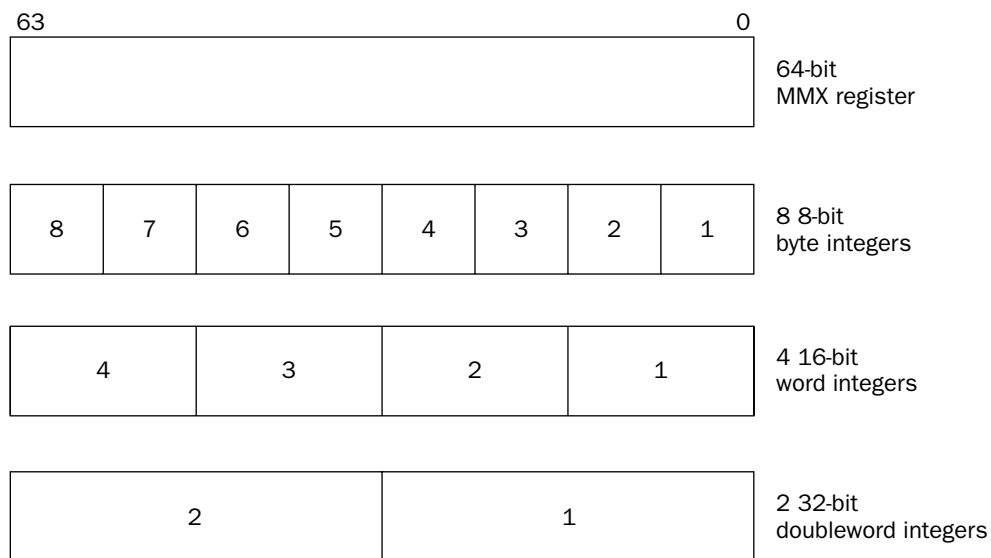 63 0
64-bit
MMX register
8 7 6 5 4 3 2 1
8 8-bit
byte integers
4 3 2 1
4 16-bit
word integers
2 1
2 32-bit
doubleword integers